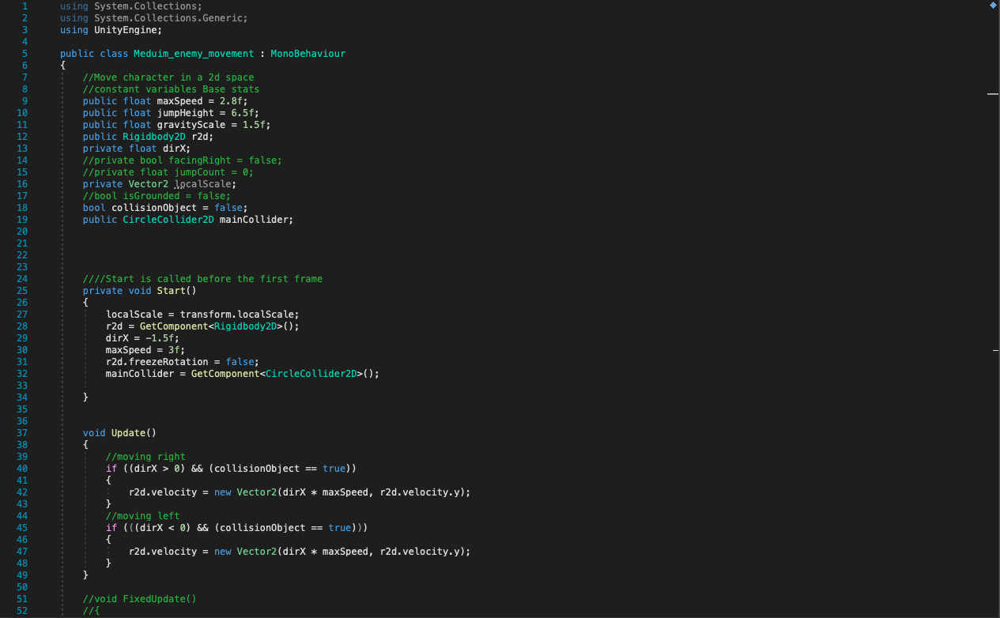 1 using System.Collections;
2 using System.Collections.Generic;
3 using UnityEngine;
4
5 public class Meduim_enemy_movement : MonoBehaviour
6 {
7 //Move character in a 2d space
8 //constant variables Base stats
9 public float maxSpeed = 2.8f;
10 public float jumpHeight = 6.5f;
11 public float gravityScale = 1.5f;
12 public Rigidbody2D r2d;
13 private float dirX;
14 //private bool facingRight = false;
15 //private float jumpCount = 0;
16 private Vector2 localScale;
17 //bool isGrounded = false;
18 bool collisionObject = false;
19 public CircleCollider2D mainCollider;
20
21
22
23
24 ////Start is called before the first frame
25 private void Start()
26 {
27 localScale = transform.localScale;
28 r2d = GetComponent<Rigidbody2D>();
29 dirX = -1.5f;
30 maxSpeed = 3f;
31 r2d.freezeRotation = false;
32 mainCollider = GetComponent<CircleCollider2D>();
33
34 }
35
36
37 void Update()
38 {
39 //moving right
40 if ((dirX > 0) && (collisionObject == true))
41 {
42 r2d.velocity = new Vector2(dirX * maxSpeed, r2d.velocity.y);
43 }
44 //moving left
45 if (((dirX < 0) && (collisionObject == true)))
46 {
47 r2d.velocity = new Vector2(dirX * maxSpeed, r2d.velocity.y);
48 }
49 }
50
51 //void FixedUpdate()
52 //{